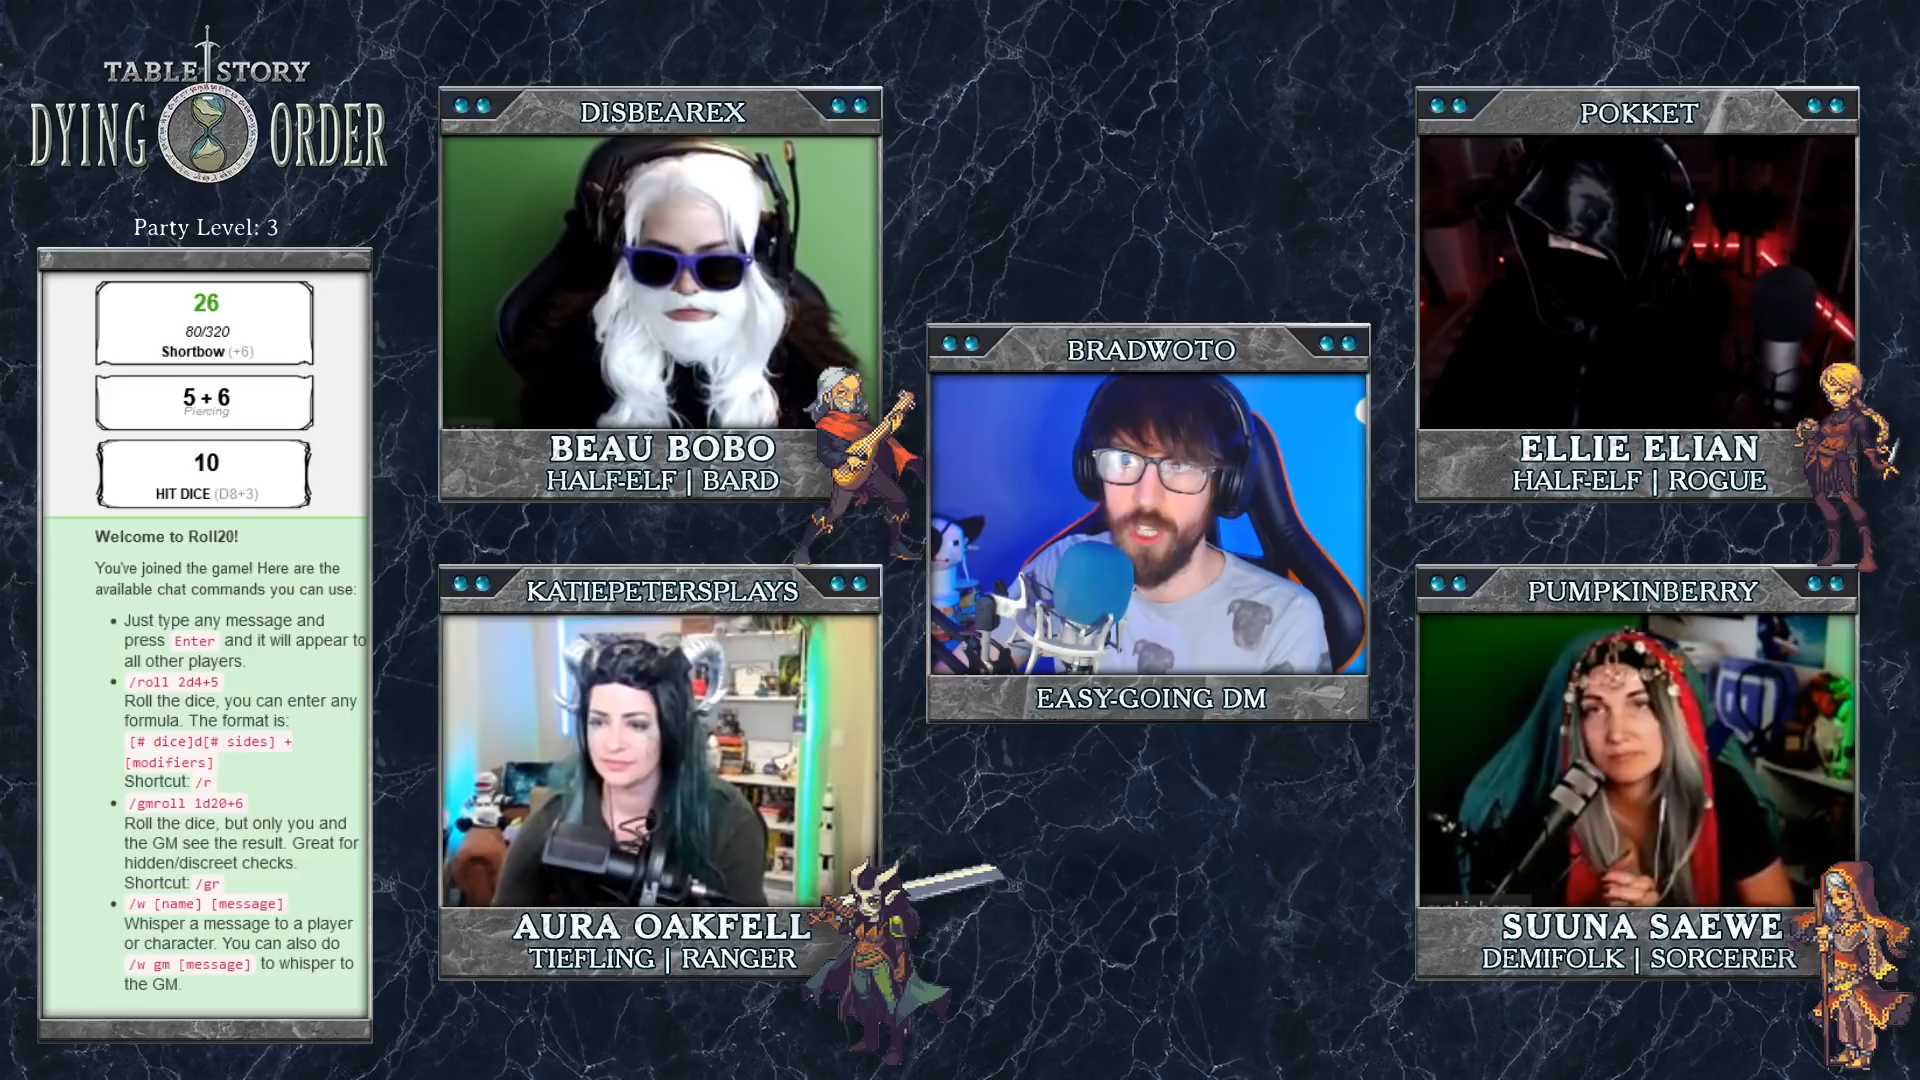 TABLE STORY
DYING ORDER
Party Level: 3
26
80/320
Shortbow (+6)
5 + 6
Piercing
10
HIT DICE (D8+3)
Welcome to Roll20!
You've joined the game! Here are the
available chat commands you can use:
Just type any message and
press Enter and it will appear to
all other players.
/roll 2d4+5
Roll the dice, you can enter any
formula. The format is:
[# dice]d[# sides] +
[modifiers]
Shortcut: /r
/gmroll 1d20+6
Roll the dice, but only you and
the GM see the result. Great for
hidden/discreet checks.
Shortcut: /gr
/w [name] [message]
Whisper a message to a player
or character. You can also do
/w gm [message] to whisper to
the GM.
DISBEAREX
BEAU BOBO
HALF-ELF | BARD
KATIEPETERSPLAYS
AURA OAKFELL
TIEFLING | RANGER
BRADWOTO
EASY-GOING DM
POKKET
ELLIE ELIAN
HALF-ELF | ROGUE
PUMPKINBERRY
SUUNA SAEWE
DEMIFOLK | SORCERER